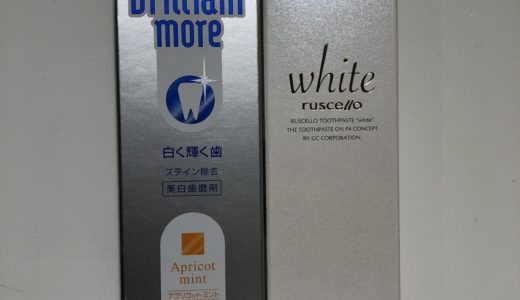 Brilliant
more
白く輝く歯
ステイン除去
美白歯磨剤
Apricot
mint
アプリコット ミント
white
ruscello
RUSCELLO TOOTHPASTE "white"
THE TOOTHPASTE ON P4 CONCEPT
BY GC CORPORATION.